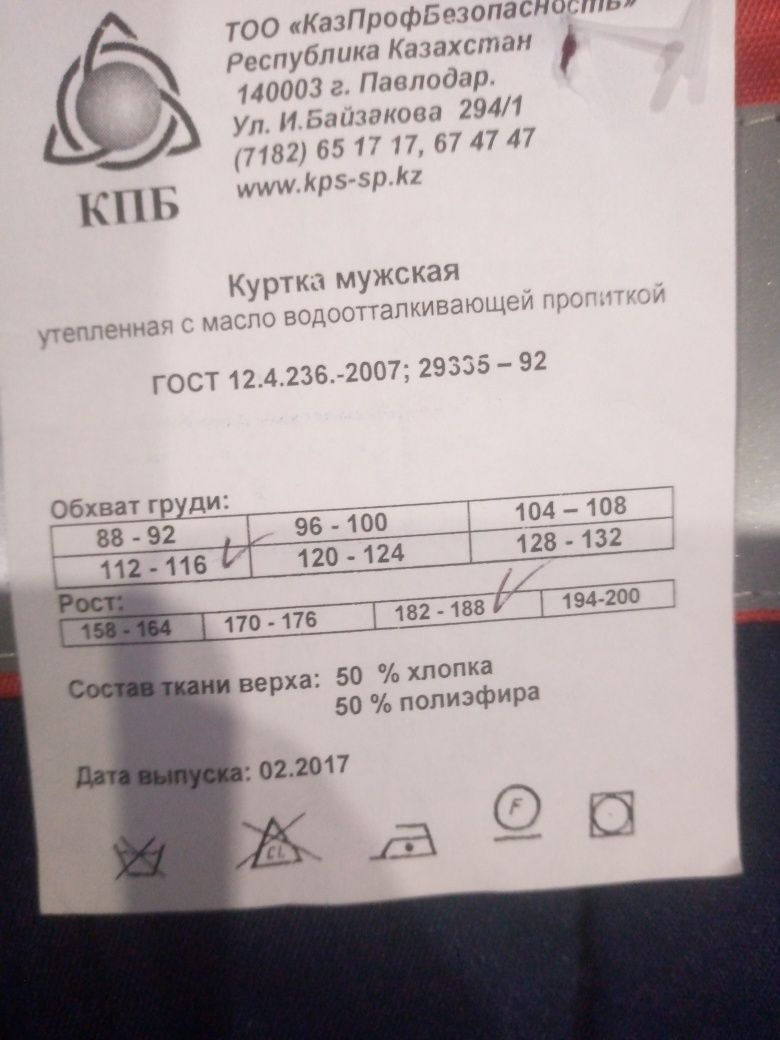 ТОО «КазПрофБезопасность»
Республика Казахстан
140003 г. Павлодар.
Ул. И.Байзакова 294/1
(7182) 65 17 17, 67 47 47
www.kps-sp.kz
КПБ
Куртка мужская
утепленная с масло водоотталкивающей пропиткой
ГОСТ 12.4.236.-2007; 29335 – 92
Обхват груди:
88 - 92 96 - 100 104 – 108
112 - 116 120 - 124 128 - 132
Рост:
158 - 164 170 - 176 182 - 188 194-200
Состав ткани верха: 50 % хлопка
50 % полиэфира
Дата выпуска: 02.2017
CL F